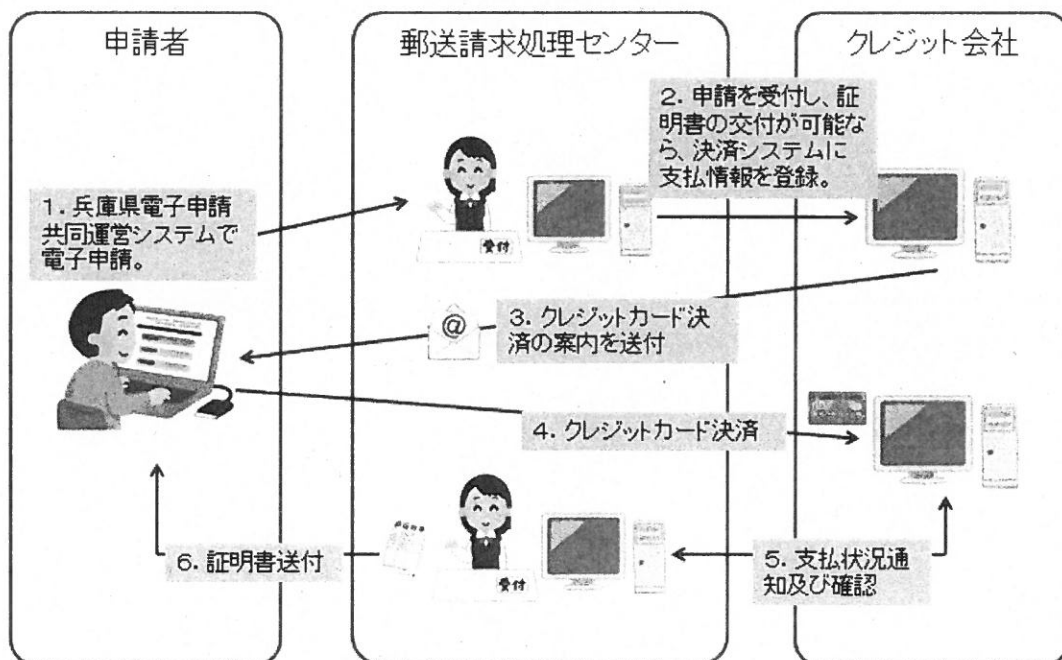 申請者
郵送請求処理センター
クレジット会社
1. 兵庫県電子申請
共同運営システムで
電子申請。
2. 申請を受付し、証
明書の交付が可能な
ら、決済システムに
支払情報を登録。
受付
@
3. クレジットカード決
済の案内を送付
4. クレジットカード決済
5. 支払状況通
知及び確認
受付
6. 証明書送付